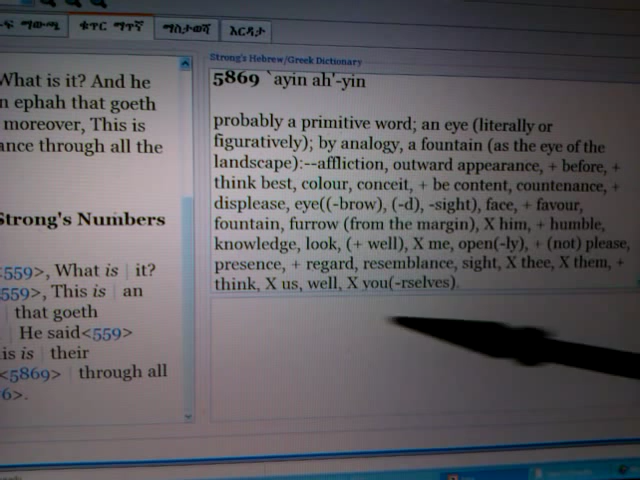 ማውጫ
ቁጥር ማጥኛ
ማስታወሻ
እርዳታ
What is it? And he
n ephah that goeth
moreover, This is
ance through all the
Strong's Numbers
<559>, What is | it?
559>, This is | an
| that goeth
| He said<559>
is is | their
<5869> | through all
6>.
Strong's Hebrew/Greek Dictionary
5869 `ayin ah'-yin
probably a primitive word; an eye (literally or
figuratively); by analogy, a fountain (as the eye of the
landscape):--affliction, outward appearance, + before, +
think best, colour, conceit, + be content, countenance, +
displease, eye((-brow), (-d), -sight), face, + favour,
fountain, furrow (from the margin), X him, + humble,
knowledge, look, (+ well), X me, open(-ly), + (not) please,
presence, + regard, resemblance, sight, X thee, X them, +
think, X us, well, X you(-rselves).